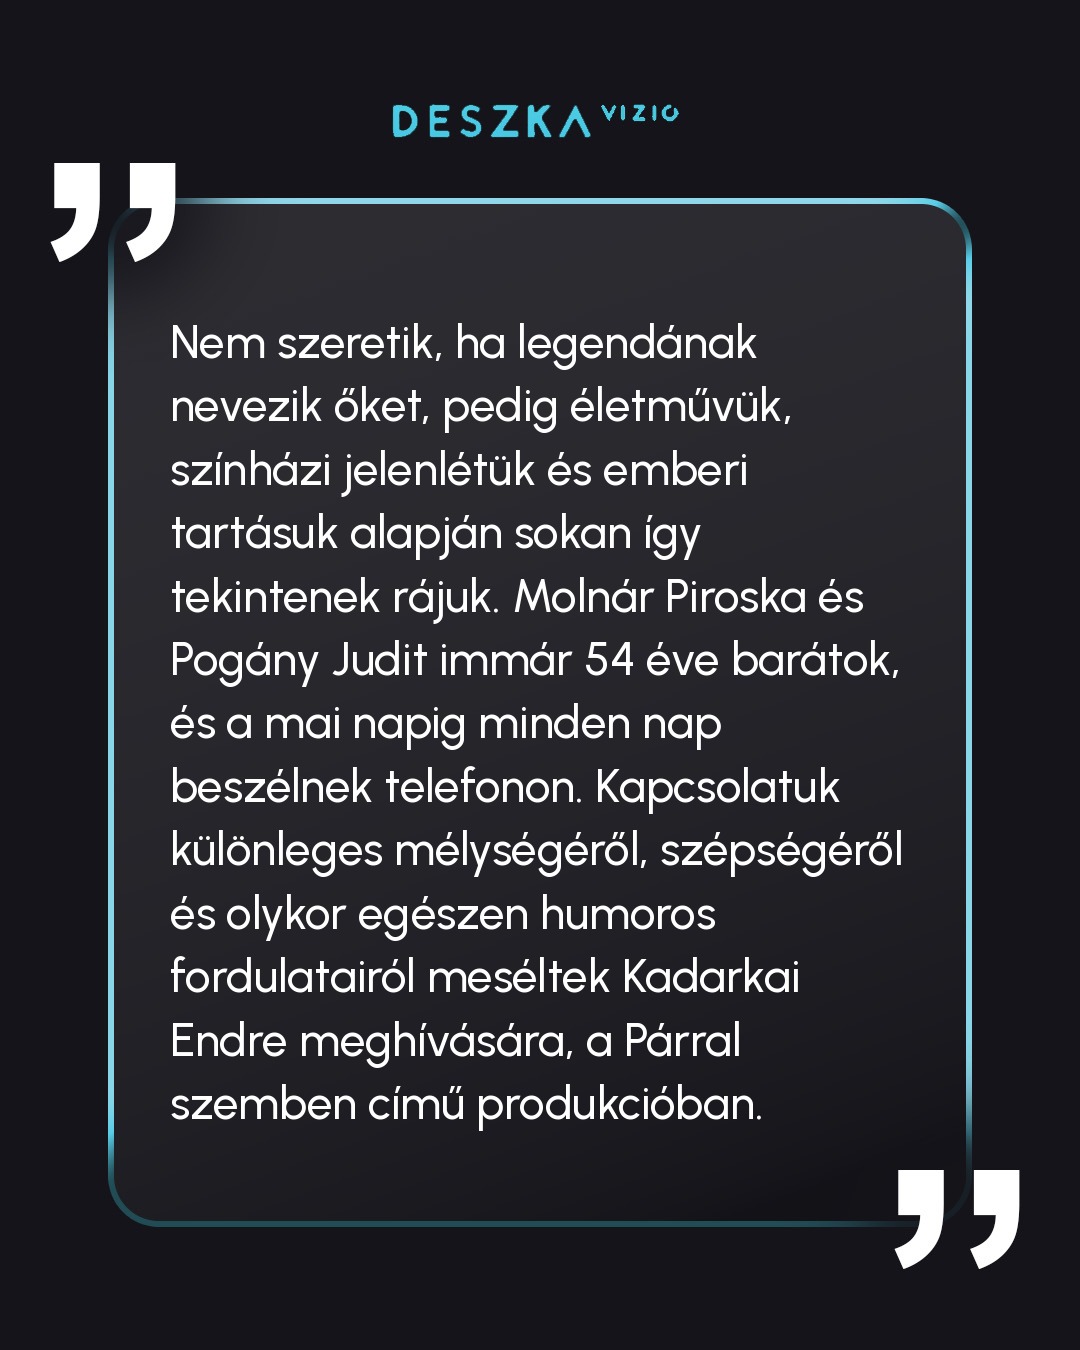 DESZKA VIZIO
Nem szeretik, ha legendának
nevezik őket, pedig életművük,
színházi jelenlétük és emberi
tartásuk alapján sokan így
tekintenek rájuk. Molnár Piroska és
Pogány Judit immár 54 éve barátok,
és a mai napig minden nap
beszélnek telefonon. Kapcsolatuk
különleges mélységéről, szépségéről
és olykor egészen humoros
fordulatairól meséltek Kadarkai
Endre meghívására, a Párral
szemben című produkcióban.